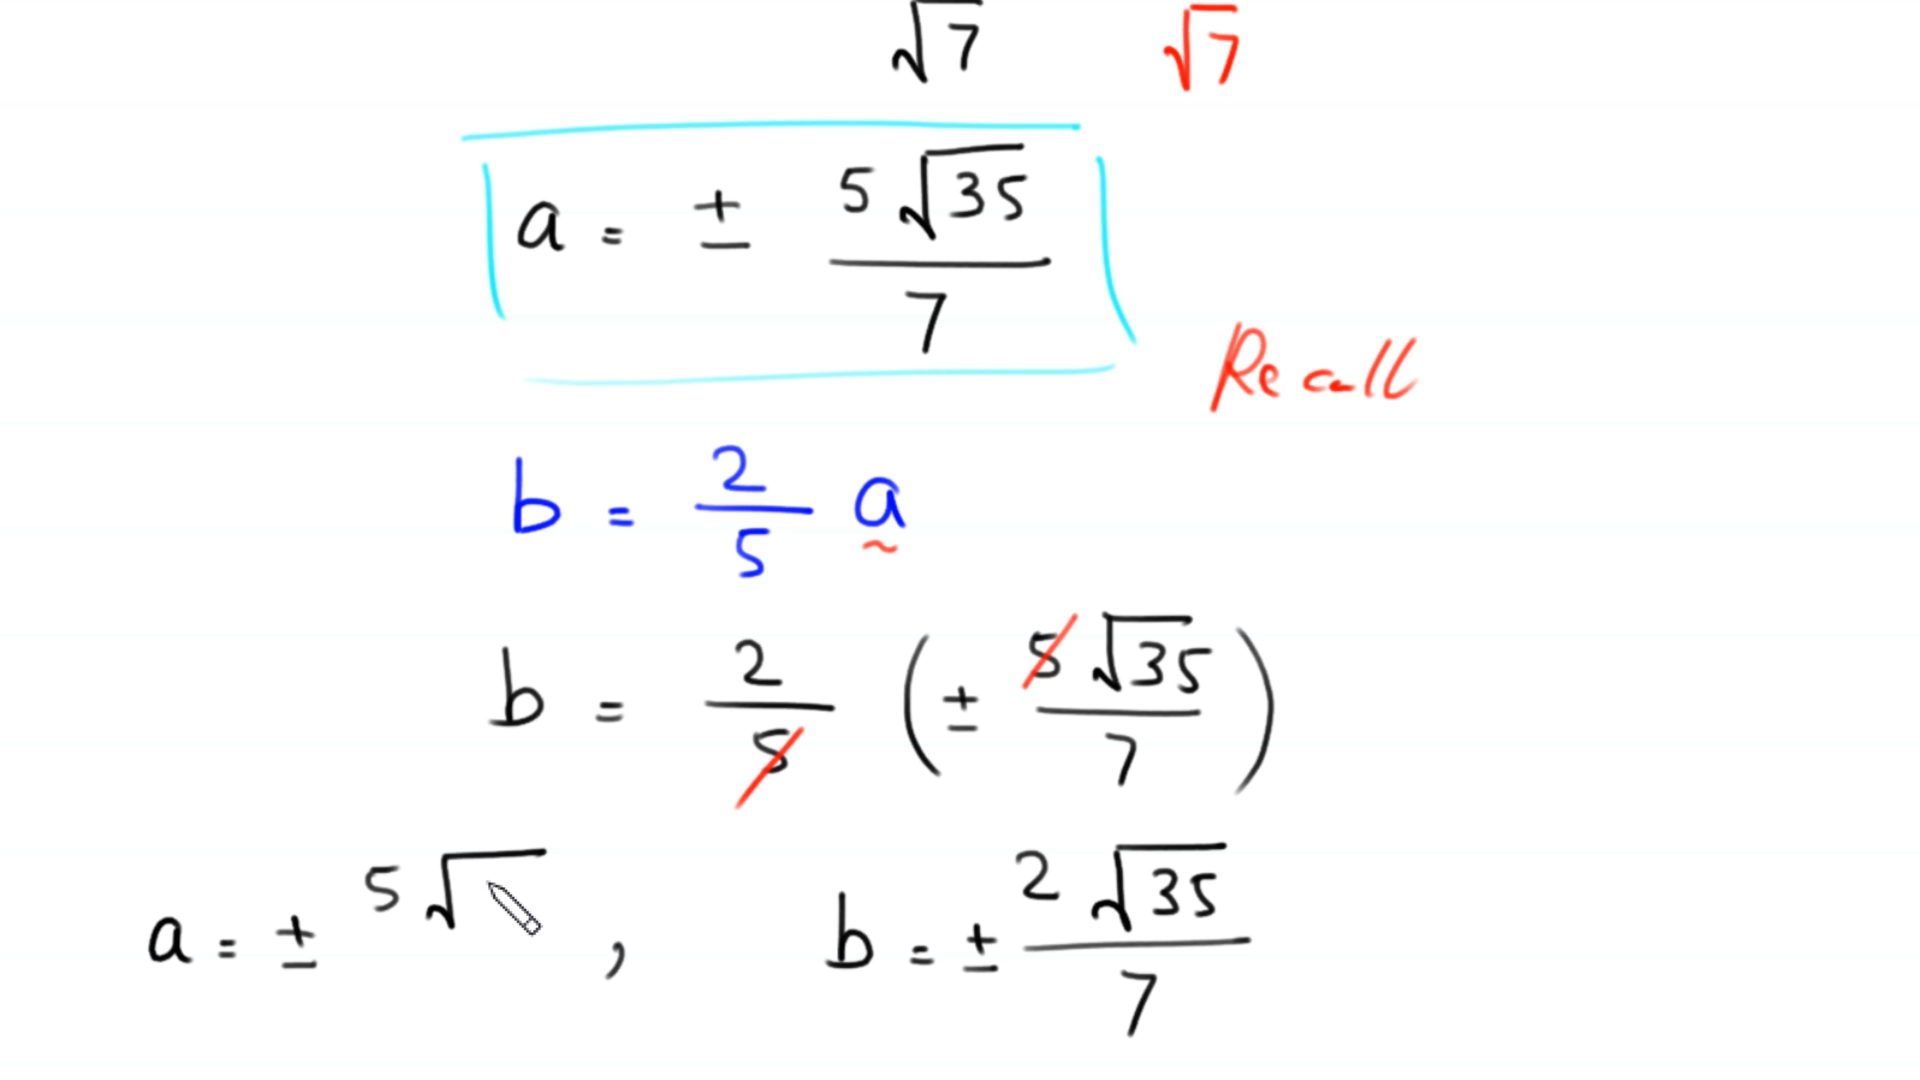 √7 √7
a = ± 5√35/7
Recall
b = 2/5 a
b = 2/5 (± 5√35/7)
a = ± 5√ , b = ± 2√35/7